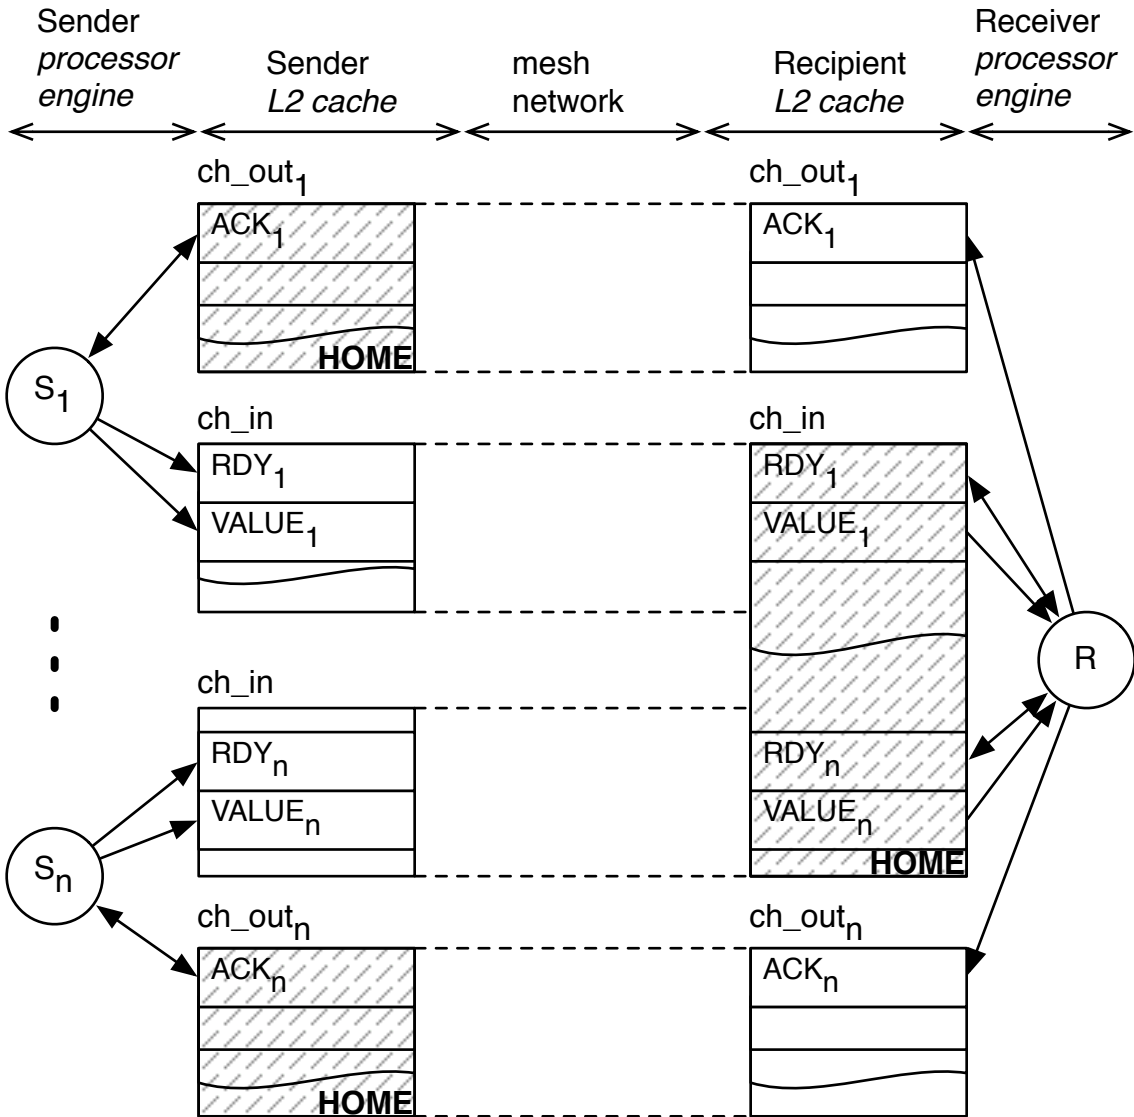 Sender
processor
engine
Sender
L2 cache
mesh
network
Recipient
L2 cache
Receiver
processor
engine
ch_out1
ch_out1
ACK1
ACK1
HOME
S1
ch_in
ch_in
RDY1
RDY1
VALUE1
VALUE1
R
ch_in
RDYn
RDYn
VALUEn
VALUEn
HOME
Sn
ch_outn
ch_outn
ACKn
ACKn
HOME